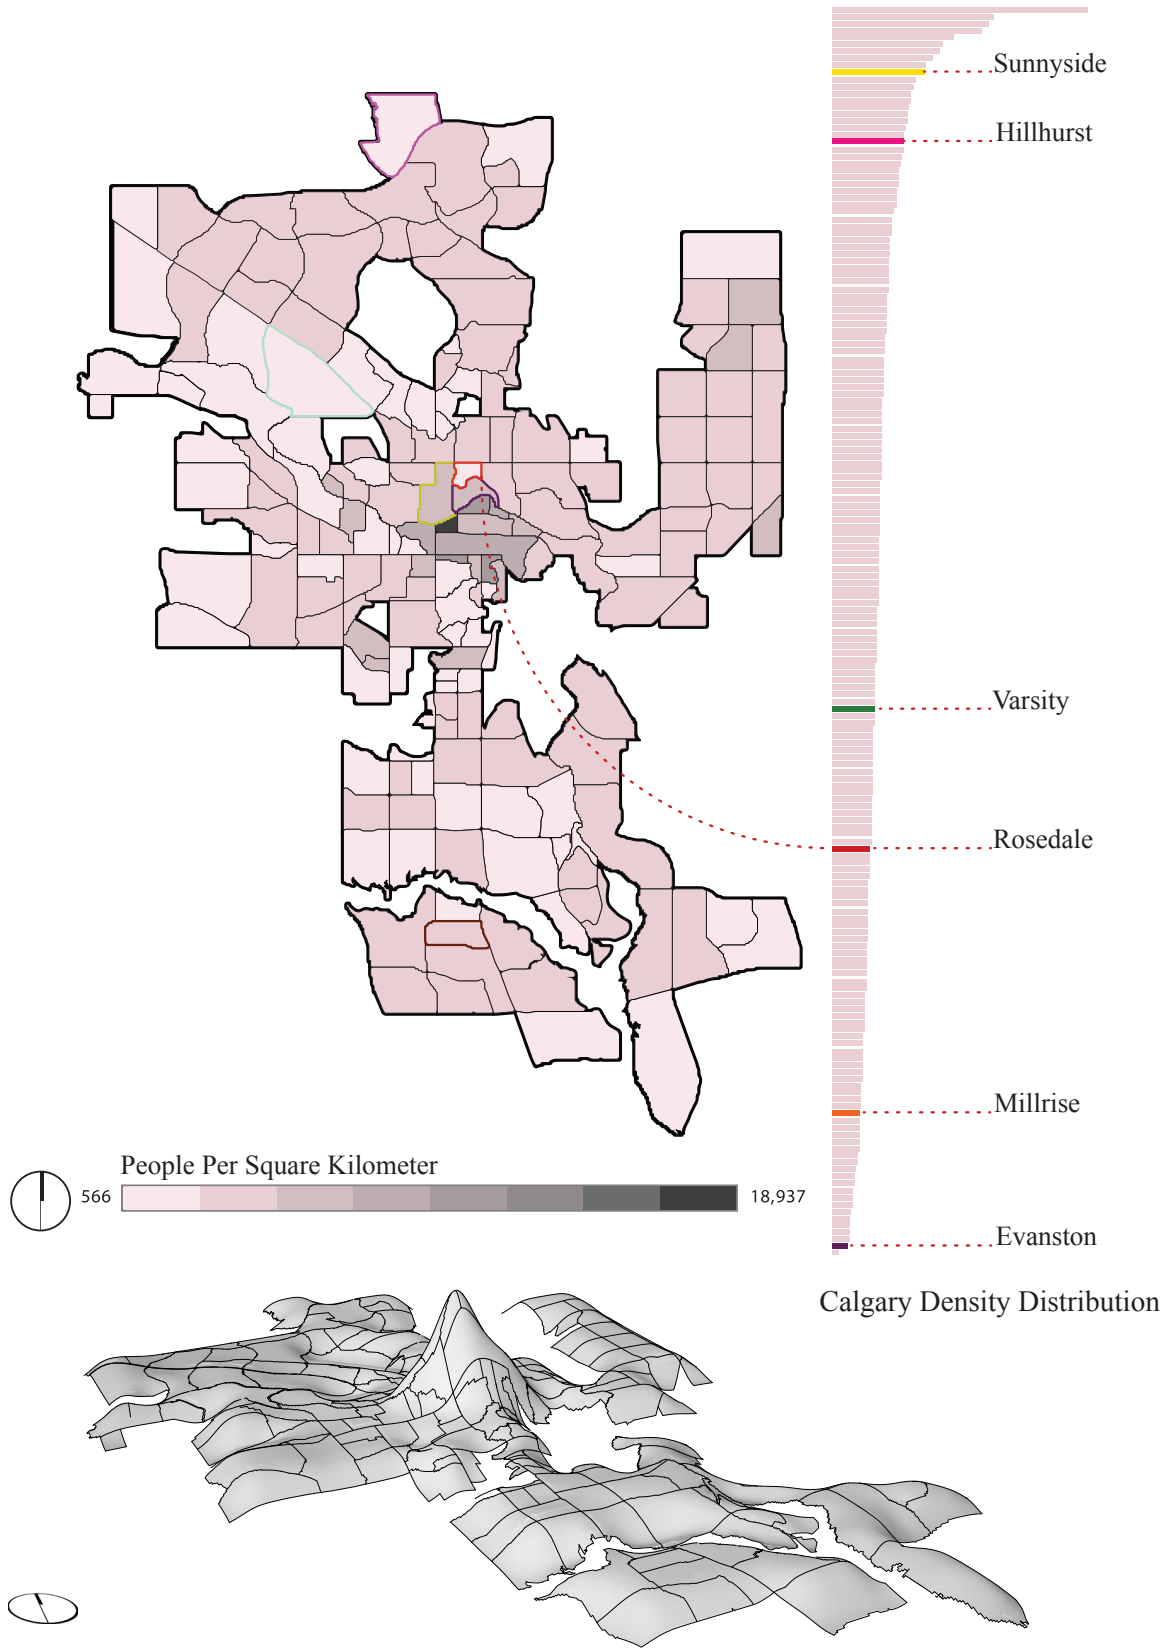 Sunnyside
Hillhurst
Varsity
Rosedale
Millrise
People Per Square Kilometer
566
18,937
Evanston
Calgary Density Distribution